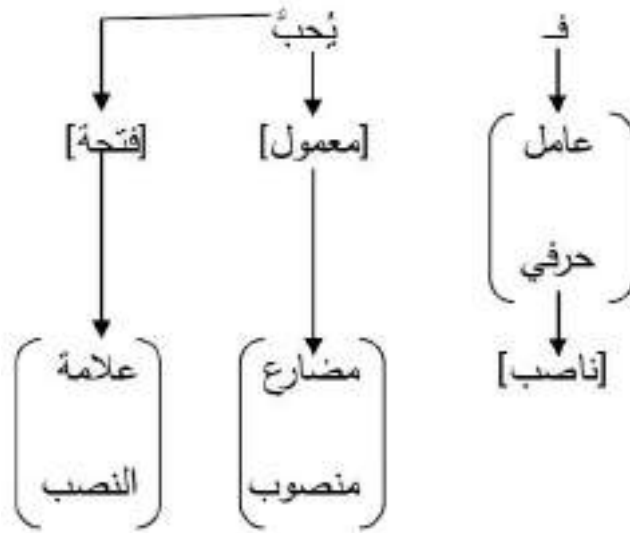 فـ يُحبَّ
عامل [معمول] [فتحة]
حرفي
[ناصب] مضارع علامة
منصوب النصب